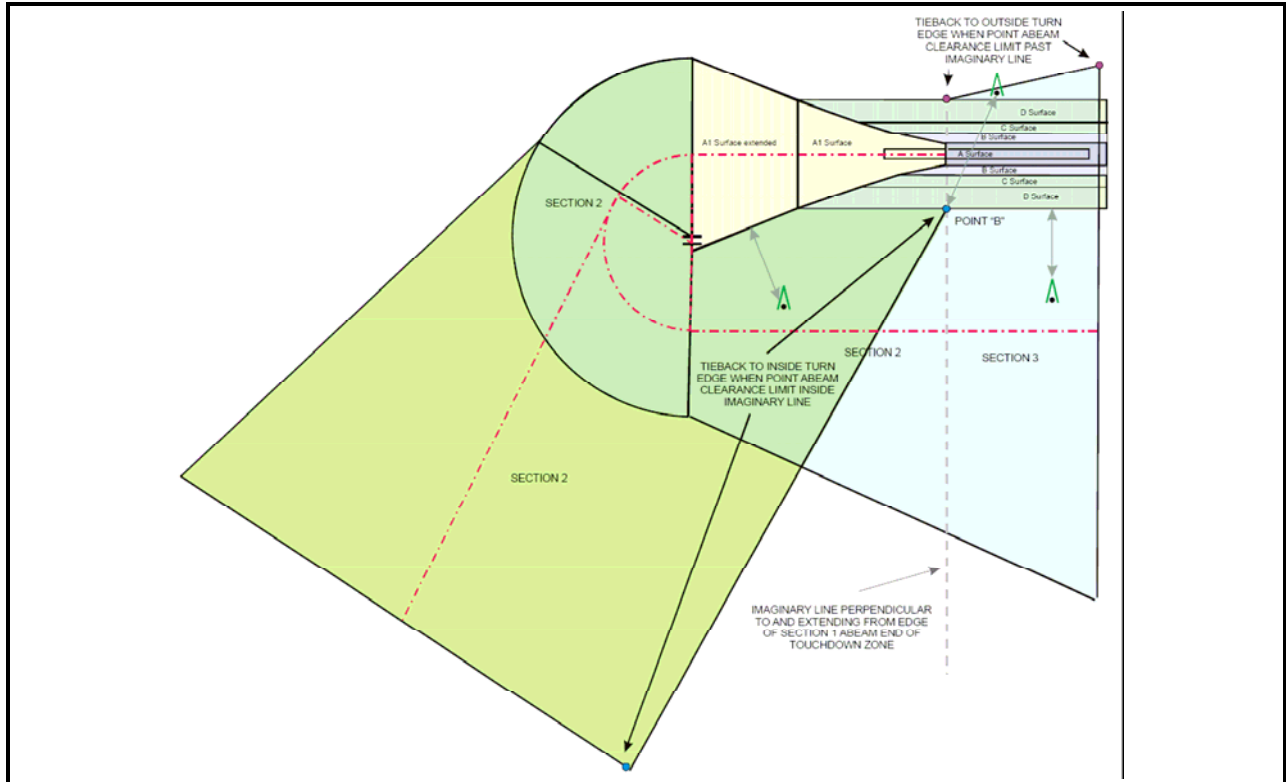 TIEBACK TO OUTSIDE TURN
EDGE WHEN POINT ABEAM
CLEARANCE LIMIT PAST
IMAGINARY LINE
D Surface
C Surface
B Surface
A1 Surface extended
A1 Surface
A Surface
B Surface
C Surface
D Surface
SECTION 2
POINT "B"
TIEBACK TO INSIDE TURN
EDGE WHEN POINT ABEAM
CLEARANCE LIMIT INSIDE
IMAGINARY LINE
SECTION 2
SECTION 3
SECTION 2
IMAGINARY LINE PERPENDICULAR
TO AND EXTENDING FROM EDGE
OF SECTION 1 ABEAM END OF
TOUCHDOWN ZONE